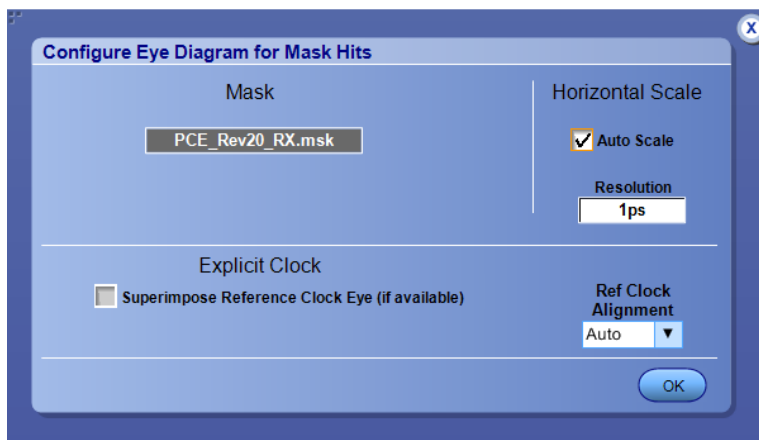 X
Configure Eye Diagram for Mask Hits
Mask
Horizontal Scale
PCE_Rev20_RX.msk
Auto Scale
Resolution
1ps
Explicit Clock
Superimpose Reference Clock Eye (if available)
Ref Clock
Alignment
Auto
OK